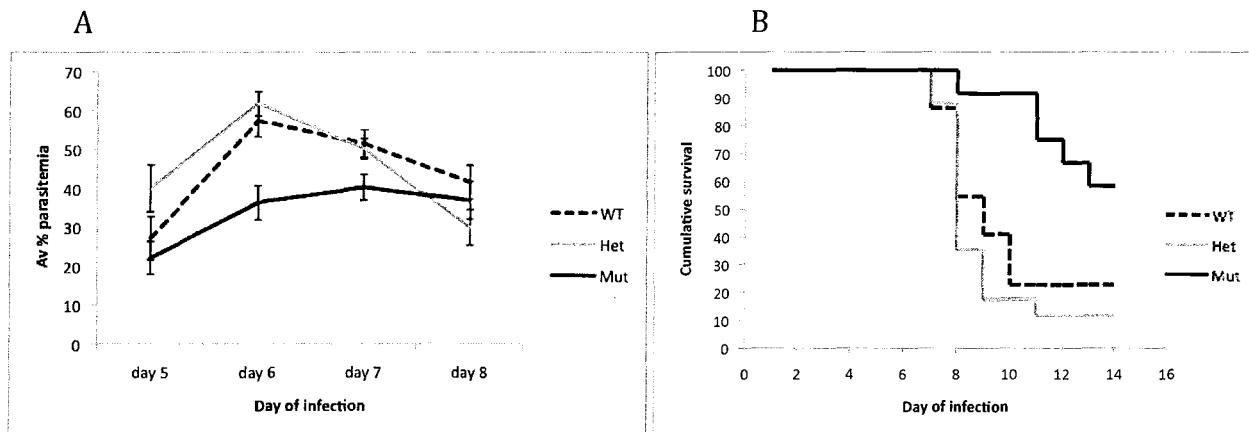 A
70
60
50
40
30
20
10
0
Av % parasitemia
day 5
day 6
day 7
day 8
Day of infection
WT
Het
Mut
B
100
90
80
70
60
50
40
30
20
10
0
Cumulative survival
0
2
4
6
8
10
12
14
16
Day of infection
WT
Het
Mut